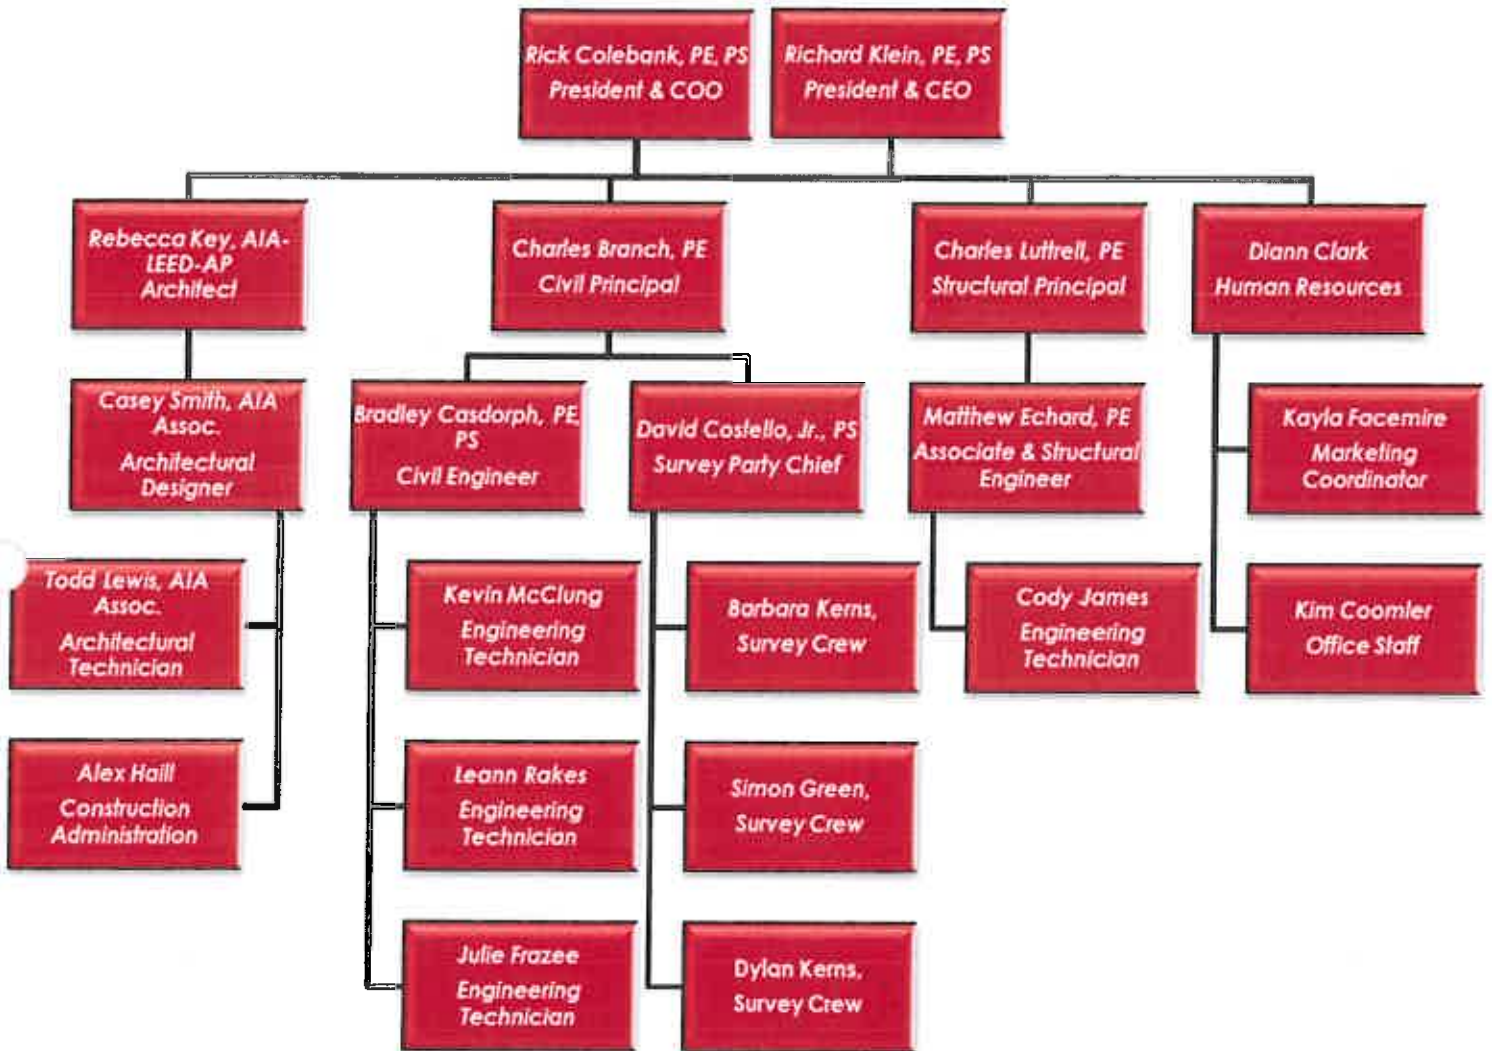 Rick Colebank, PE, PS
President & COO
Richard Klein, PE, PS
President & CEO
Rebecca Key, AIA-
LEED-AP
Architect
Charles Branch, PE
Civil Principal
Charles Luttrell, PE
Structural Principal
Diann Clark
Human Resources
Casey Smith, AIA
Assoc.
Architectural
Designer
Bradley Casdorph, PE,
PS
Civil Engineer
David Costello, Jr., PS
Survey Party Chief
Matthew Echard, PE
Associate & Structural
Engineer
Kayla Facemire
Marketing
Coordinator
Todd Lewis, AIA
Assoc.
Architectural
Technician
Kevin McClung
Engineering
Technician
Barbara Kerns,
Survey Crew
Cody James
Engineering
Technician
Kim Coomler
Office Staff
Alex Haill
Construction
Administration
Leann Rakes
Engineering
Technician
Simon Green,
Survey Crew
Julie Frazee
Engineering
Technician
Dylan Kerns,
Survey Crew